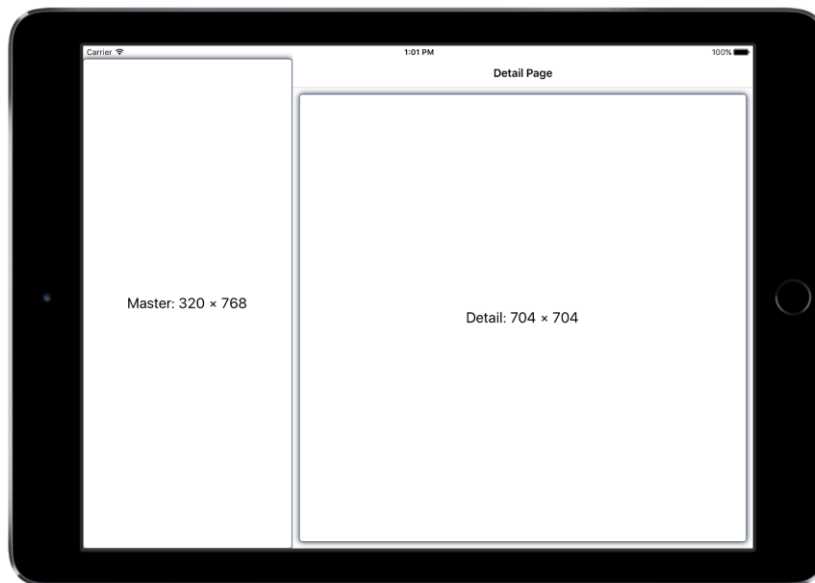 Carrier
1:01 PM
100%
Detail Page
Master: 320 × 768
Detail: 704 × 704